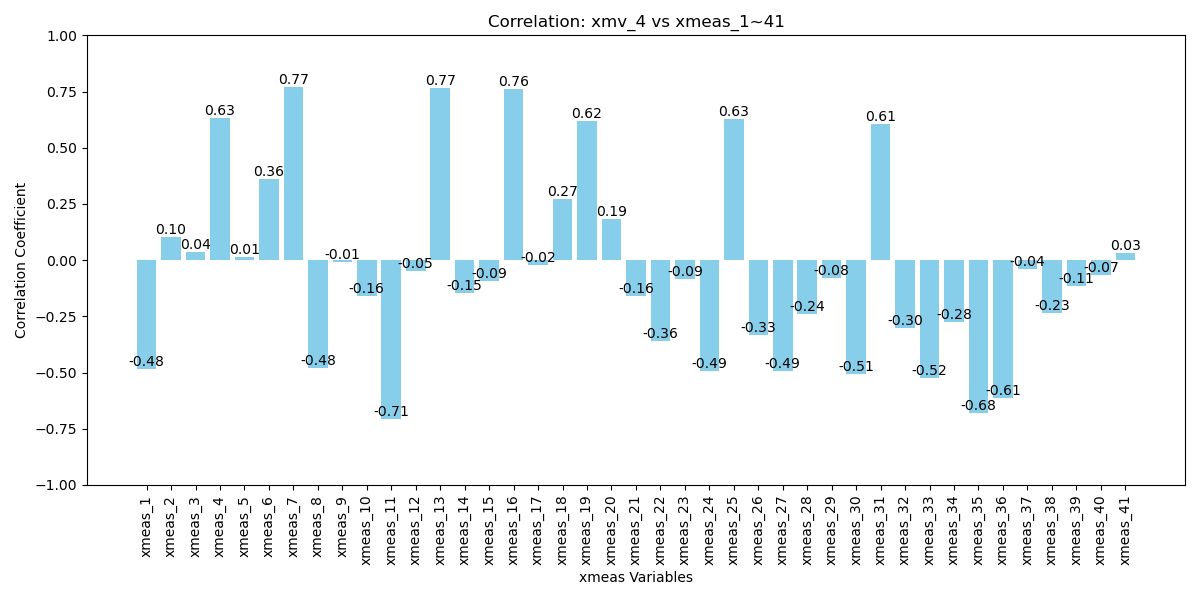 Correlation: xmv_4 vs xmeas_1~41
Correlation Coefficient
1.00
0.75
0.50
0.25
0.00
−0.25
−0.50
−0.75
−1.00
-0.48
0.10
0.04
0.63
0.01
0.36
0.77
-0.48
-0.01
-0.16
-0.71
-0.05
0.77
-0.15
-0.09
0.76
-0.02
0.27
0.62
0.19
-0.16
-0.36
-0.09
-0.49
0.63
-0.33
-0.49
-0.24
-0.08
-0.51
0.61
-0.30
-0.52
-0.28
-0.68
-0.61
-0.04
-0.23
-0.11
-0.07
0.03
xmeas_1
xmeas_2
xmeas_3
xmeas_4
xmeas_5
xmeas_6
xmeas_7
xmeas_8
xmeas_9
xmeas_10
xmeas_11
xmeas_12
xmeas_13
xmeas_14
xmeas_15
xmeas_16
xmeas_17
xmeas_18
xmeas_19
xmeas_20
xmeas_21
xmeas_22
xmeas_23
xmeas_24
xmeas_25
xmeas_26
xmeas_27
xmeas_28
xmeas_29
xmeas_30
xmeas_31
xmeas_32
xmeas_33
xmeas_34
xmeas_35
xmeas_36
xmeas_37
xmeas_38
xmeas_39
xmeas_40
xmeas_41
xmeas Variables